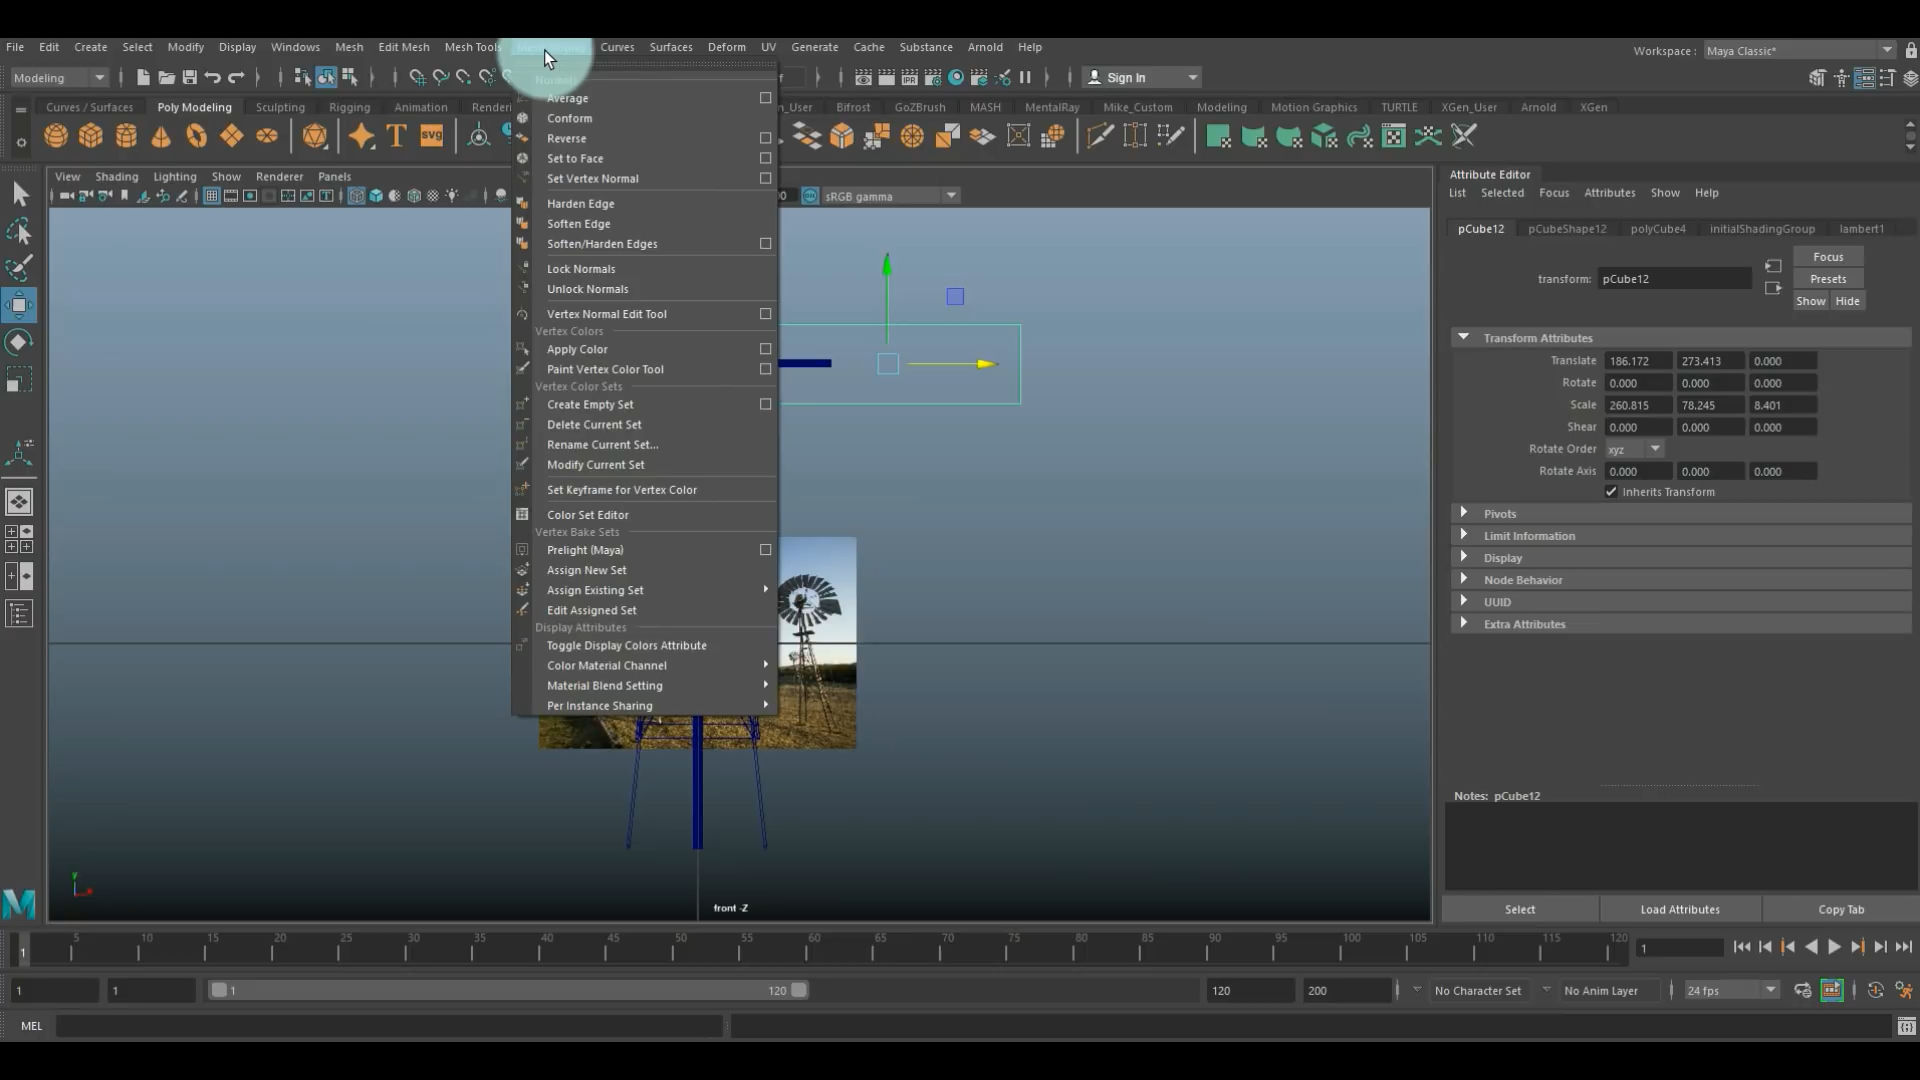 File Edit Create Select Modify Display Windows Mesh Edit Mesh Mesh Tools Curves Surfaces Deform UV Generate Cache Substance Arnold Help
Workspace : Maya Classic*
Modeling
Sign In
Curves / Surfaces Poly Modeling Sculpting Rigging Animation Renderi
n_User Bifrost GoZBrush MASH MentalRay Mike_Custom Modeling Motion Graphics TURTLE XGen_User Arnold XGen
svg
IPR
View Shading Lighting Show Renderer Panels
sRGB gamma
Average
Conform
Reverse
Set to Face
Set Vertex Normal
Harden Edge
Soften Edge
Soften/Harden Edges
Lock Normals
Unlock Normals
Vertex Normal Edit Tool
Vertex Colors
Apply Color
Paint Vertex Color Tool
Vertex Color Sets
Create Empty Set
Delete Current Set
Rename Current Set...
Modify Current Set
Set Keyframe for Vertex Color
Color Set Editor
Vertex Bake Sets
Prelight (Maya)
Assign New Set
Assign Existing Set
Edit Assigned Set
Display Attributes
Toggle Display Colors Attribute
Color Material Channel
Material Blend Setting
Per Instance Sharing
y
front -Z
Attribute Editor
List Selected Focus Attributes Show Help
pCube12 pCubeShape12 polyCube4 initialShadingGroup lambert1
Focus
transform: pCube12
Presets
Show Hide
Transform Attributes
Translate 186.172 273.413 0.000
Rotate 0.000 0.000 0.000
Scale 260.815 78.245 8.401
Shear 0.000 0.000 0.000
Rotate Order xyz
Rotate Axis 0.000 0.000 0.000
Inherits Transform
Pivots
Limit Information
Display
Node Behavior
UUID
Extra Attributes
Notes: pCube12
Select Load Attributes Copy Tab
1 5 10 15 20 25 30 35 40 45 50 55 60 65 70 75 80 85 90 95 100 105 110 115 120
1
1 1 1 120 120 200 No Character Set No Anim Layer 24 fps
MEL